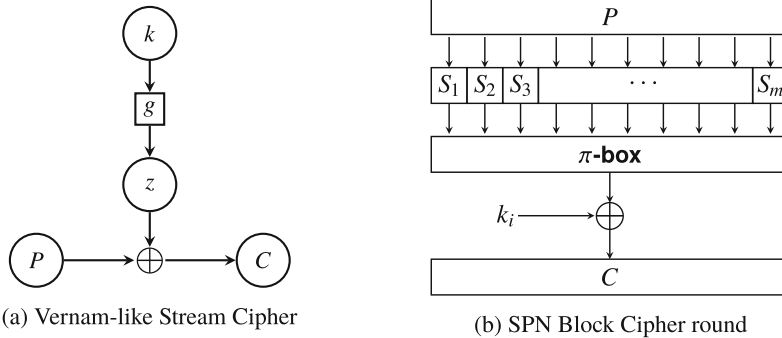 k
g
z
P
C
(a) Vernam-like Stream Cipher
P
S₁ S₂ S₃ ··· Sₘ
π-box
kᵢ
C
(b) SPN Block Cipher round